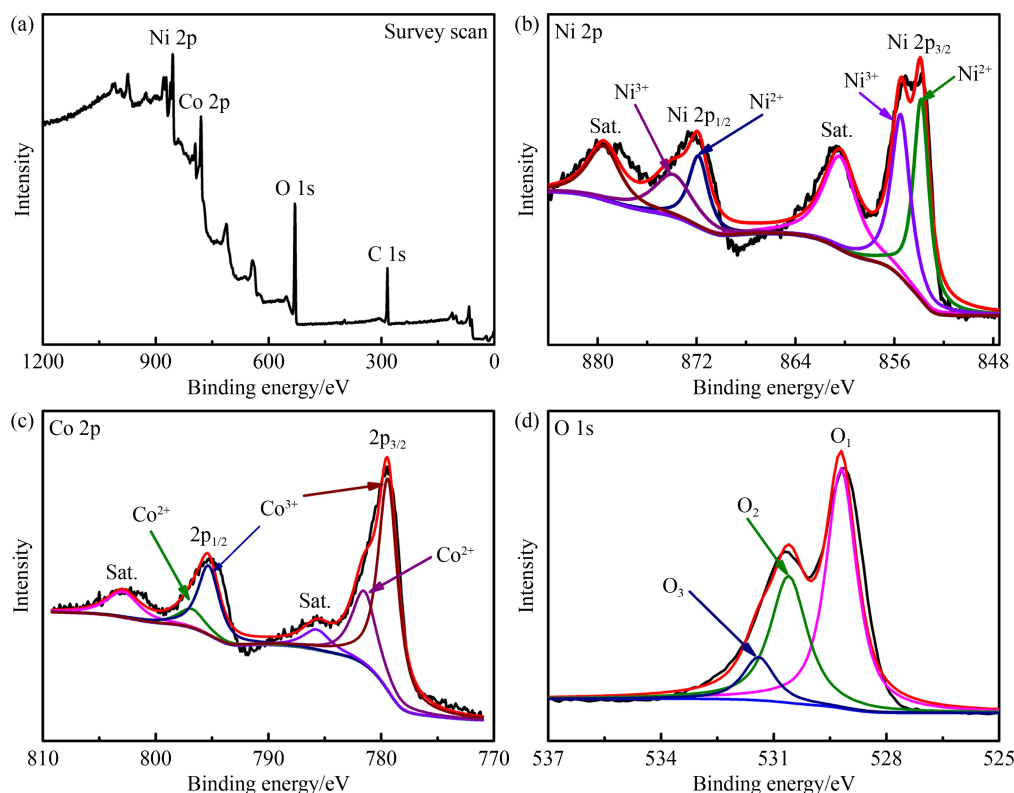 (a)
Survey scan
Ni 2p
Co 2p
O 1s
C 1s
Intensity
1200
900
600
300
0
Binding energy/eV
(b)
Ni 2p
Ni 2p₃/₂
Ni³⁺
Ni²⁺
Ni³⁺
Ni 2p₁/₂
Ni²⁺
Sat.
Sat.
Intensity
880
872
864
856
848
Binding energy/eV
(c)
Co 2p
2p₃/₂
Co²⁺
Co³⁺
2p₁/₂
Co²⁺
Sat.
Sat.
Intensity
810
800
790
780
770
Binding energy/eV
(d)
O 1s
O₁
O₂
O₃
Intensity
537
534
531
528
525
Binding energy/eV